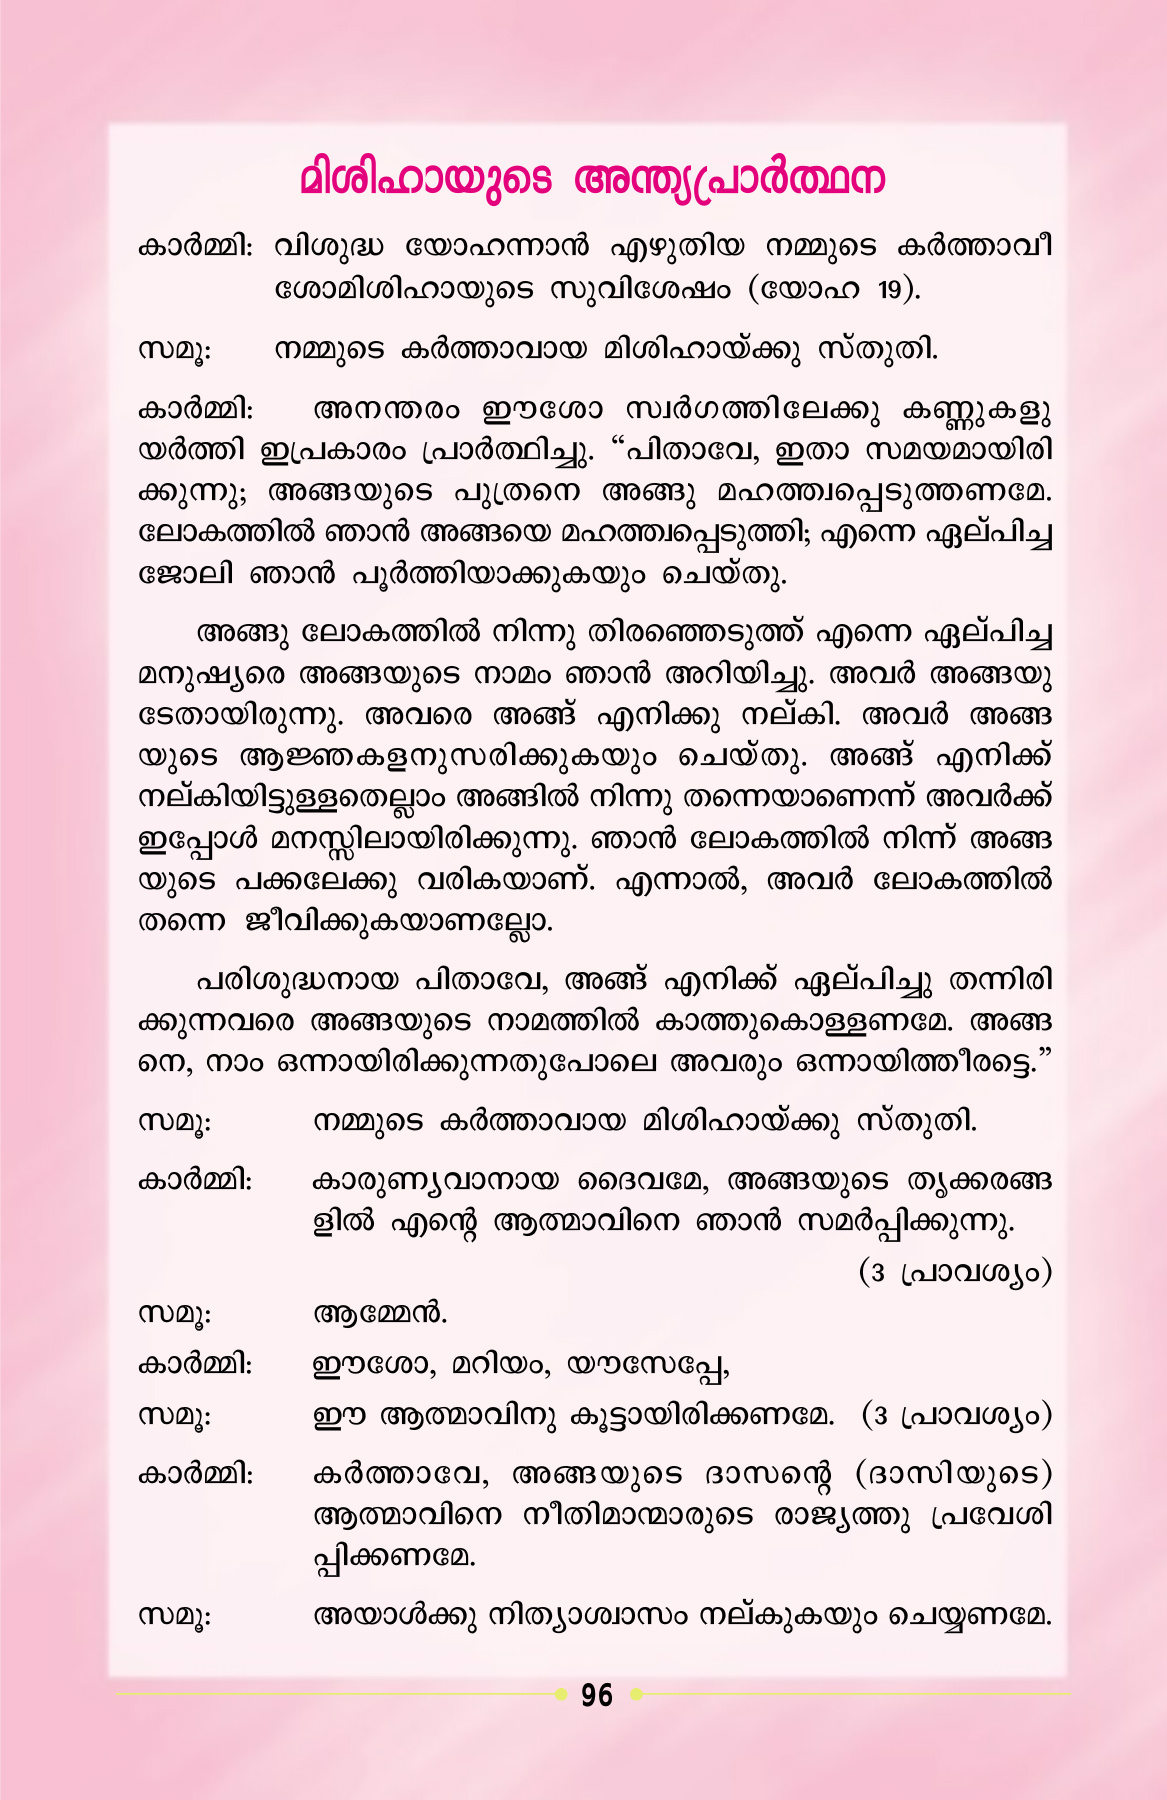 മിശിഹായുടെ അന്ത്യപ്രാർത്ഥന
കാർമ്മി: വിശുദ്ധ യോഹന്നാൻ എഴുതിയ നമ്മുടെ കർത്താവീ
ശോമിശിഹായുടെ സുവിശേഷം (യോഹ 19).
സമൂ: നമ്മുടെ കർത്താവായ മിശിഹായ്ക്കു സ്തുതി.
കാർമ്മി: അനന്തരം ഈശോ സ്വർഗത്തിലേക്കു കണ്ണുകളു
യർത്തി ഇപ്രകാരം പ്രാർത്ഥിച്ചു. “പിതാവേ, ഇതാ സമയമായിരി
ക്കുന്നു; അങ്ങയുടെ പുത്രനെ അങ്ങു മഹത്ത്വപ്പെടുത്തണമേ.
ലോകത്തിൽ ഞാൻ അങ്ങയെ മഹത്ത്വപ്പെടുത്തി; എന്നെ ഏല്പിച്ച
ജോലി ഞാൻ പൂർത്തിയാക്കുകയും ചെയ്തു.
അങ്ങു ലോകത്തിൽ നിന്നു തിരഞ്ഞെടുത്ത് എന്നെ ഏല്പിച്ച
മനുഷ്യരെ അങ്ങയുടെ നാമം ഞാൻ അറിയിച്ചു. അവർ അങ്ങയു
ടേതായിരുന്നു. അവരെ അങ്ങ് എനിക്കു നല്കി. അവർ അങ്ങ
യുടെ ആജ്ഞകളനുസരിക്കുകയും ചെയ്തു. അങ്ങ് എനിക്ക്
നല്കിയിട്ടുള്ളതെല്ലാം അങ്ങിൽ നിന്നു തന്നെയാണെന്ന് അവർക്ക്
ഇപ്പോൾ മനസ്സിലായിരിക്കുന്നു. ഞാൻ ലോകത്തിൽ നിന്ന് അങ്ങ
യുടെ പക്കലേക്കു വരികയാണ്. എന്നാൽ, അവർ ലോകത്തിൽ
തന്നെ ജീവിക്കുകയാണല്ലോ.
പരിശുദ്ധനായ പിതാവേ, അങ്ങ് എനിക്ക് ഏല്പിച്ചു തന്നിരി
ക്കുന്നവരെ അങ്ങയുടെ നാമത്തിൽ കാത്തുകൊള്ളണമേ. അങ്ങ
നെ, നാം ഒന്നായിരിക്കുന്നതുപോലെ അവരും ഒന്നായിത്തീരട്ടെ.”
സമൂ: നമ്മുടെ കർത്താവായ മിശിഹായ്ക്കു സ്തുതി.
കാർമ്മി: കാരുണ്യവാനായ ദൈവമേ, അങ്ങയുടെ തൃക്കരങ്ങ
ളിൽ എന്റെ ആത്മാവിനെ ഞാൻ സമർപ്പിക്കുന്നു.
(3 പ്രാവശ്യം)
സമൂ: ആമ്മേൻ.
കാർമ്മി: ഈശോ, മറിയം, യൗസേപ്പേ,
സമൂ: ഈ ആത്മാവിനു കൂട്ടായിരിക്കണമേ. (3 പ്രാവശ്യം)
കാർമ്മി: കർത്താവേ, അങ്ങയുടെ ദാസന്റെ (ദാസിയുടെ)
ആത്മാവിനെ നീതിമാന്മാരുടെ രാജ്യത്തു പ്രവേശി
പ്പിക്കണമേ.
സമൂ: അയാൾക്കു നിത്യാശ്വാസം നല്കുകയും ചെയ്യണമേ.
96